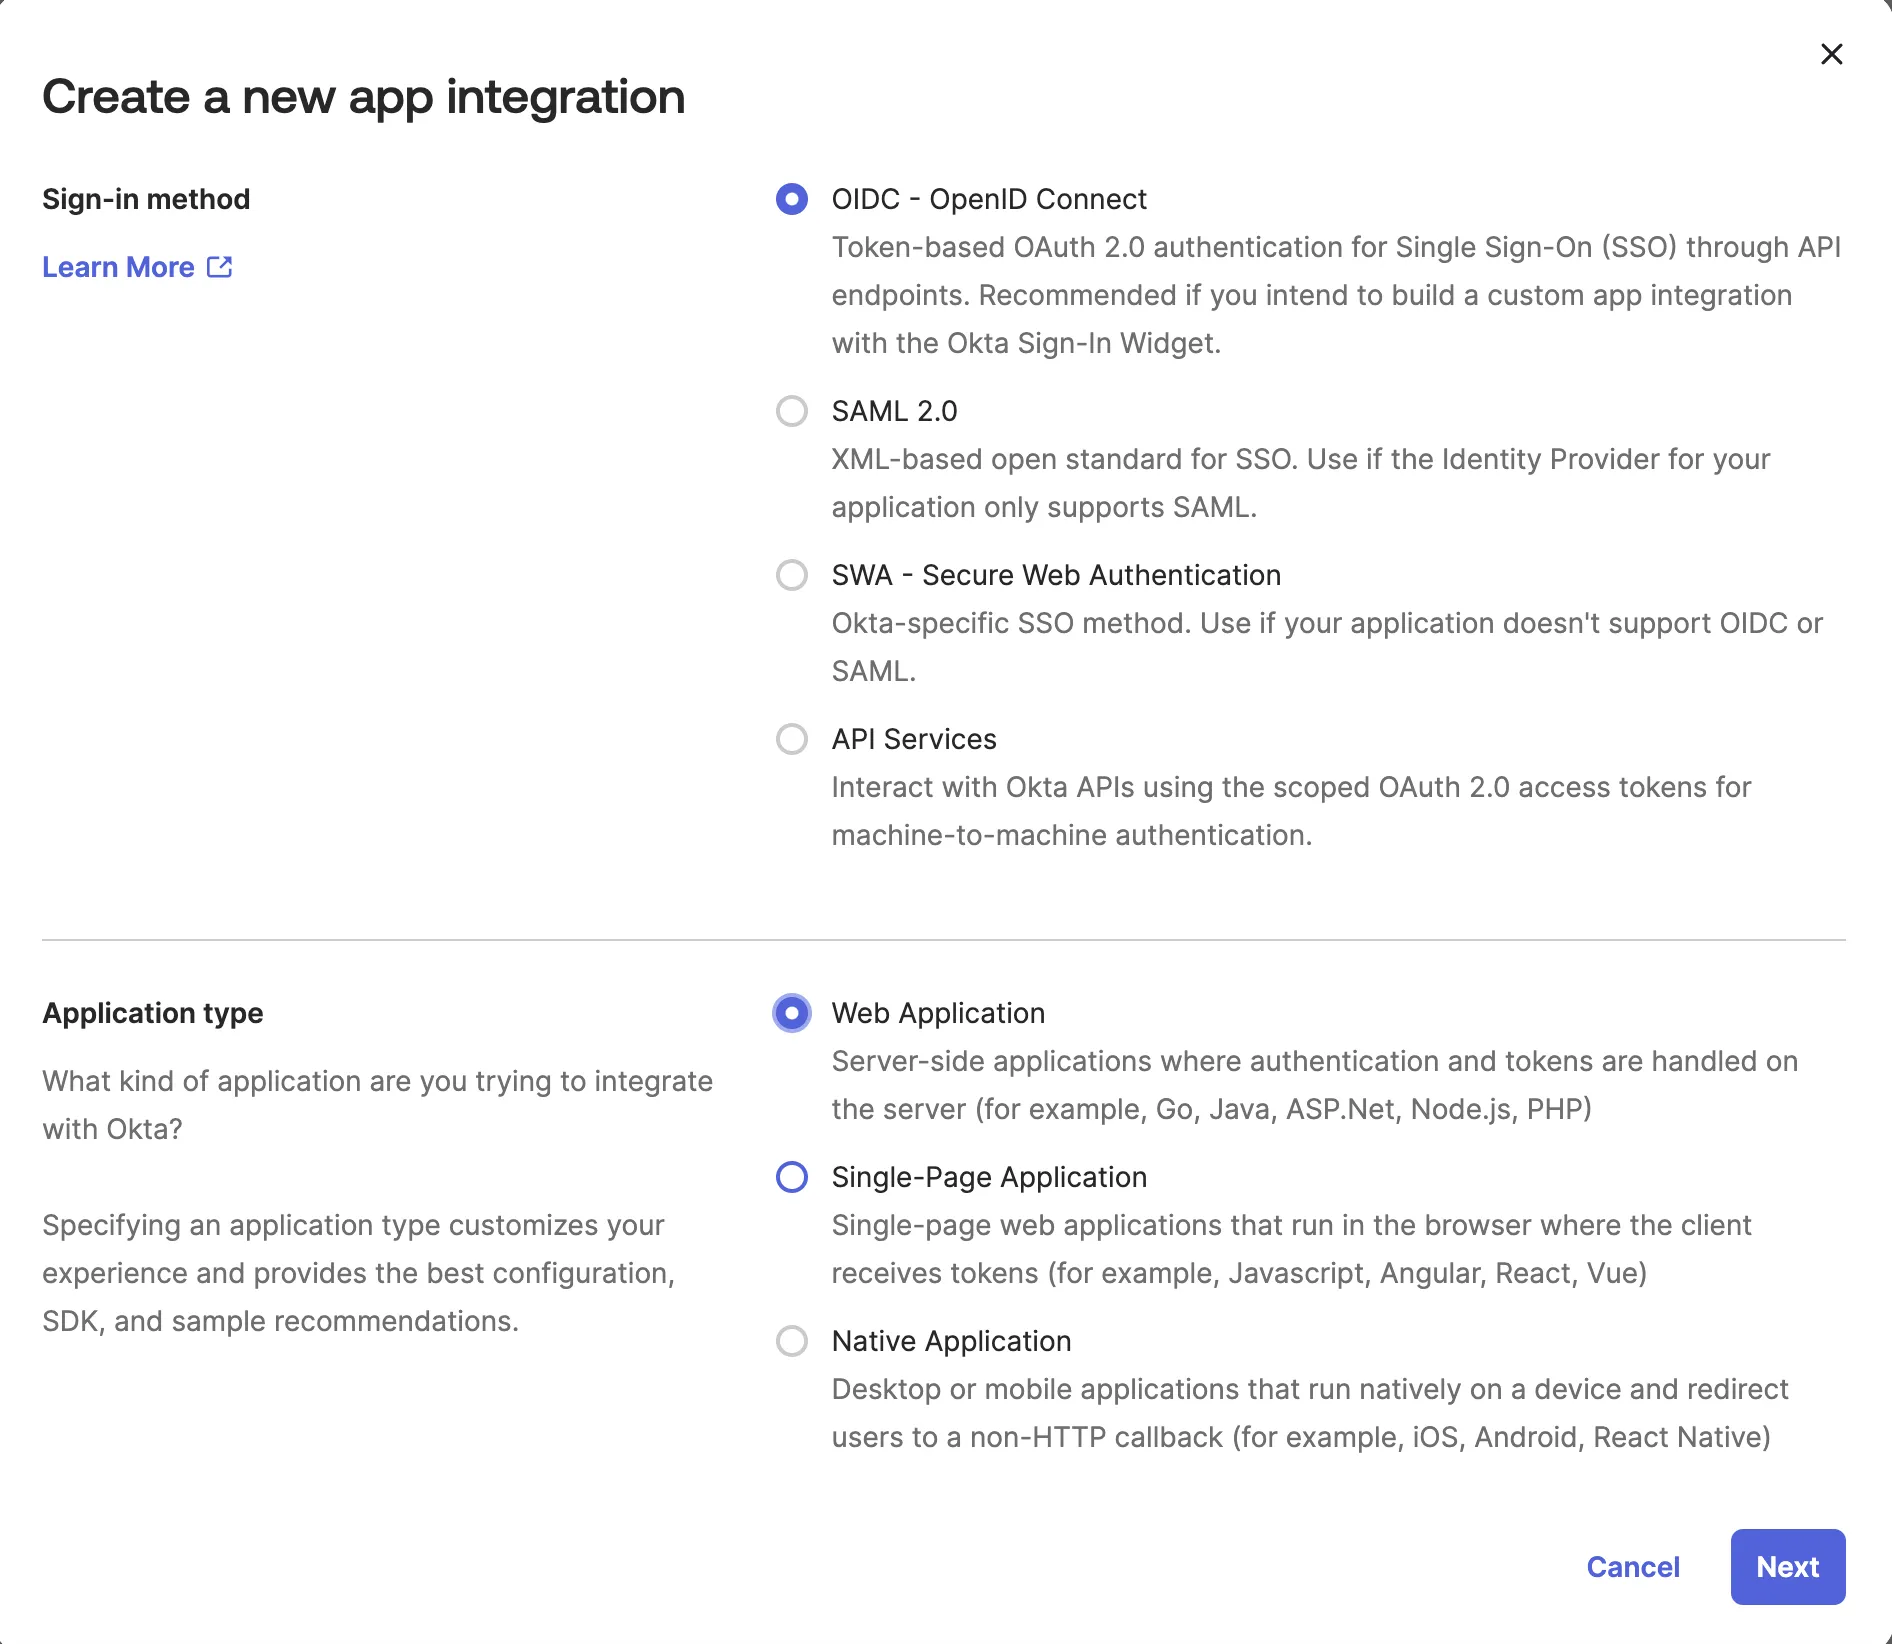 Create a new app integration
Sign-in method
Learn More
OIDC - OpenID Connect
Token-based OAuth 2.0 authentication for Single Sign-On (SSO) through API
endpoints. Recommended if you intend to build a custom app integration
with the Okta Sign-In Widget.
SAML 2.0
XML-based open standard for SSO. Use if the Identity Provider for your
application only supports SAML.
SWA - Secure Web Authentication
Okta-specific SSO method. Use if your application doesn't support OIDC or
SAML.
API Services
Interact with Okta APIs using the scoped OAuth 2.0 access tokens for
machine-to-machine authentication.
Application type
What kind of application are you trying to integrate
with Okta?
Specifying an application type customizes your
experience and provides the best configuration,
SDK, and sample recommendations.
Web Application
Server-side applications where authentication and tokens are handled on
the server (for example, Go, Java, ASP.Net, Node.js, PHP)
Single-Page Application
Single-page web applications that run in the browser where the client
receives tokens (for example, Javascript, Angular, React, Vue)
Native Application
Desktop or mobile applications that run natively on a device and redirect
users to a non-HTTP callback (for example, iOS, Android, React Native)
Cancel
Next